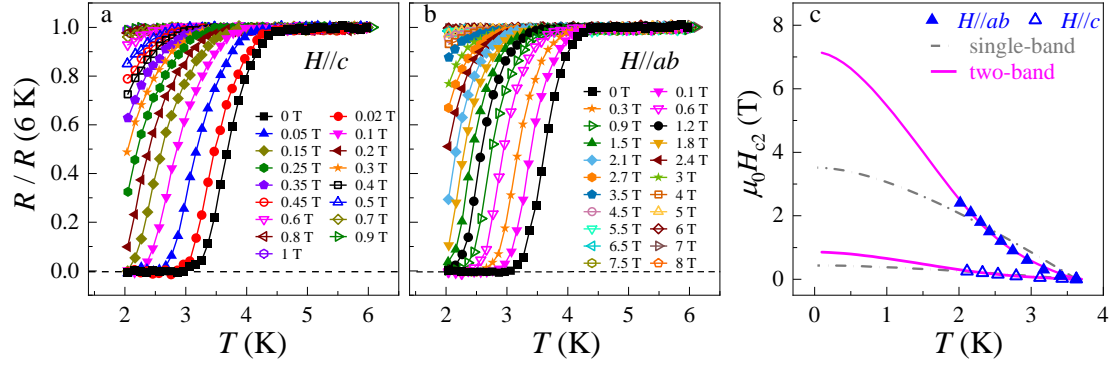 a
H//c
R / R (6 K)
1.0
0.8
0.6
0.4
0.2
0.0
0 T 0.02 T
0.05 T 0.1 T
0.15 T 0.2 T
0.25 T 0.3 T
0.35 T 0.4 T
0.45 T 0.5 T
0.6 T 0.7 T
0.8 T 0.9 T
1 T
2 3 4 5 6
T (K)
b
H//ab
0 T 0.1 T
0.3 T 0.6 T
0.9 T 1.2 T
1.5 T 1.8 T
2.1 T 2.4 T
2.7 T 3 T
3.5 T 4 T
4.5 T 5 T
5.5 T 6 T
6.5 T 7 T
7.5 T 8 T
2 3 4 5 6
T (K)
c
H//ab H//c
single-band
two-band
μ0Hc2 (T)
8
6
4
2
0
0 1 2 3 4
T (K)